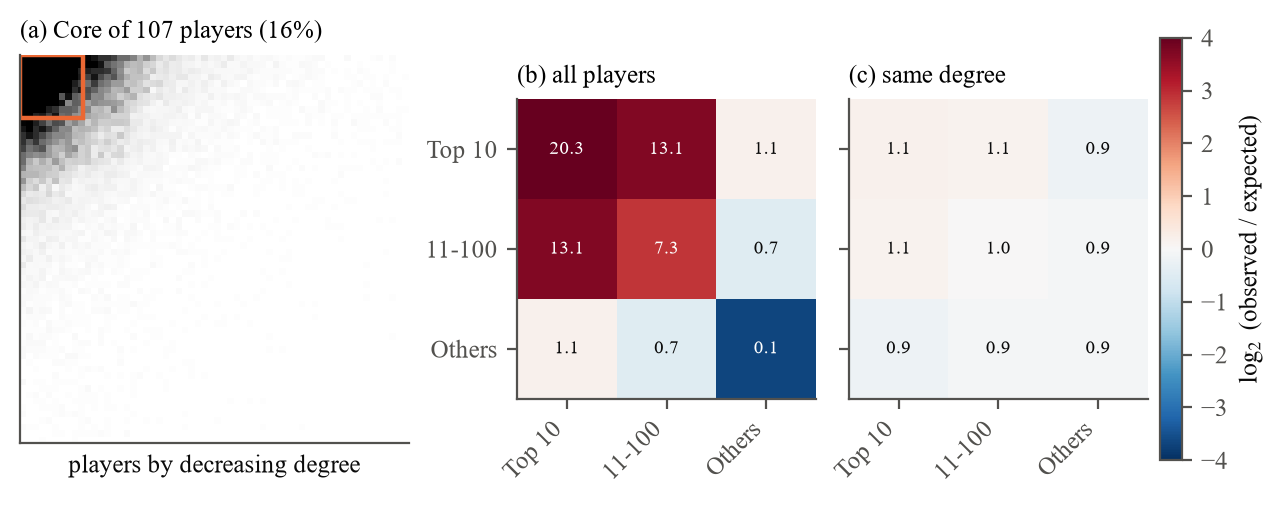 (a) Core of 107 players (16%)
players by decreasing degree
(b) all players
Top 10
20.3 13.1 1.1
11-100
13.1 7.3 0.7
Others
1.1 0.7 0.1
Top 10 11-100 Others
(c) same degree
1.1 1.1 0.9
1.1 1.0 0.9
0.9 0.9 0.9
Top 10 11-100 Others
4
3
2
1
0
−1
−2
−3
−4
log₂ (observed / expected)